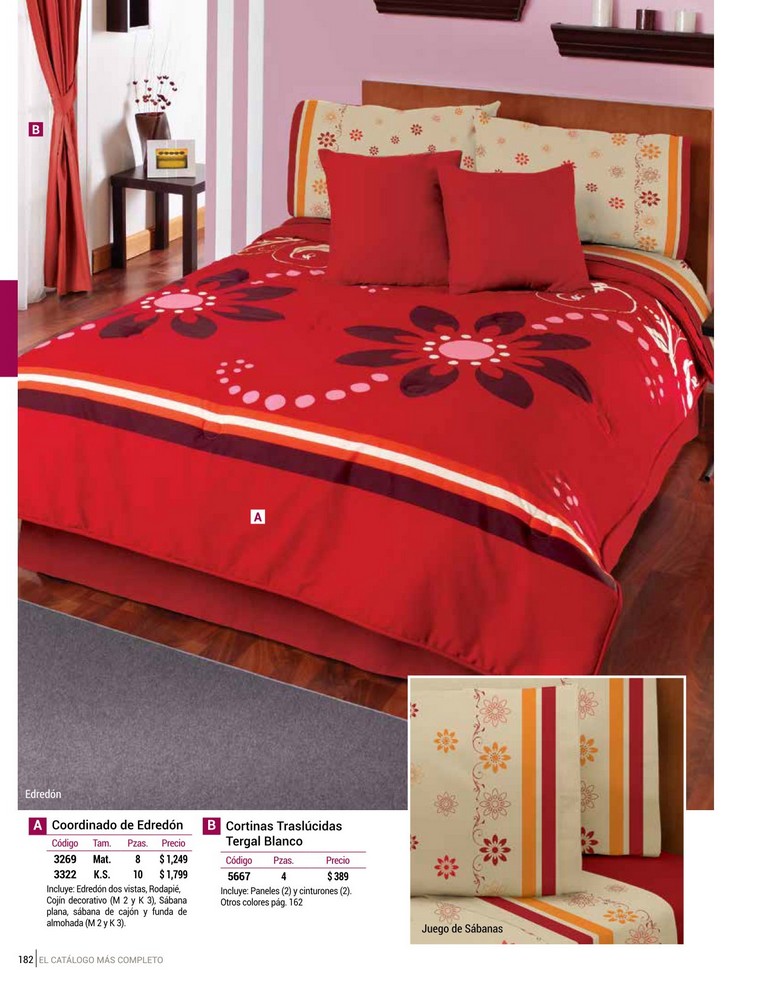 B
A
Edredón
A Coordinado de Edredón
Código Tam. Pzas. Precio
3269 Mat. 8 $1,249
3322 K.S. 10 $1,799
Incluye: Edredón dos vistas, Rodapié,
Cojín decorativo (M 2 y K 3), Sábana
plana, sábana de cajón y funda de
almohada (M 2 y K 3).
B Cortinas Traslúcidas
Tergal Blanco
Código Pzas. Precio
5667 4 $389
Incluye: Paneles (2) y cinturones (2).
Otros colores pág. 162
Juego de Sábanas
182 EL CATÁLOGO MÁS COMPLETO